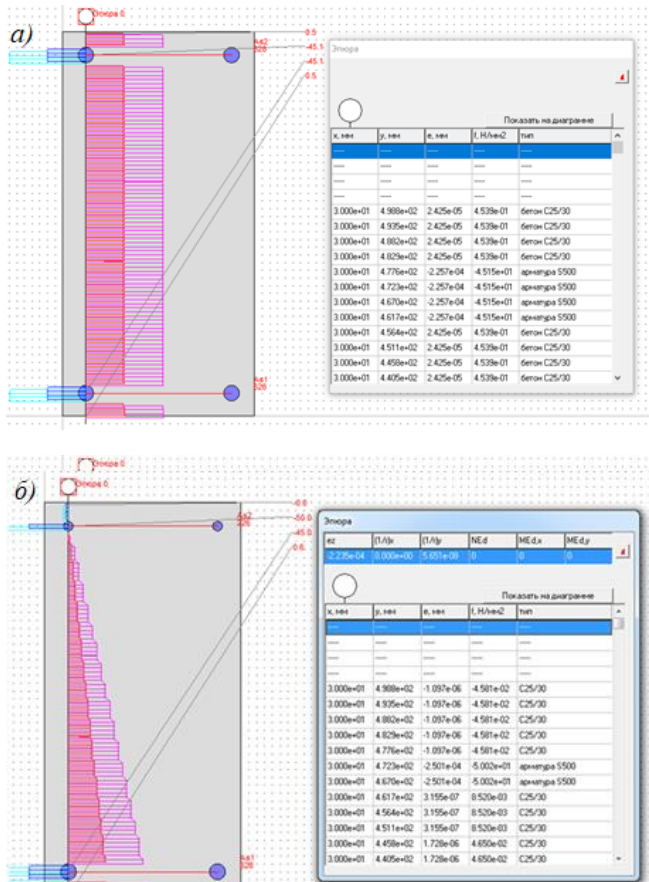 а)
Эпюра 0
0.5
-45.1
-45.1
0.5
As2
As1
Эпюра
Показать на диаграмме
x, мм y, мм e, мм f, Н/мм2 тип
---- ---- ---- ---- ----
---- ---- ---- ---- ----
---- ---- ---- ---- ----
---- ---- ---- ---- ----
3.000e+01 4.988e+02 2.425e-05 4.539e-01 бетон C25/30
3.000e+01 4.935e+02 2.425e-05 4.539e-01 бетон C25/30
3.000e+01 4.882e+02 2.425e-05 4.539e-01 бетон C25/30
3.000e+01 4.829e+02 2.425e-05 4.539e-01 бетон C25/30
3.000e+01 4.776e+02 -2.257e-04 -4.515e+01 арматура S500
3.000e+01 4.723e+02 -2.257e-04 -4.515e+01 арматура S500
3.000e+01 4.670e+02 -2.257e-04 -4.515e+01 арматура S500
3.000e+01 4.617e+02 -2.257e-04 -4.515e+01 арматура S500
3.000e+01 4.564e+02 2.425e-05 4.539e-01 бетон C25/30
3.000e+01 4.511e+02 2.425e-05 4.539e-01 бетон C25/30
3.000e+01 4.458e+02 2.425e-05 4.539e-01 бетон C25/30
3.000e+01 4.405e+02 2.425e-05 4.539e-01 бетон C25/30
Эпюра 0
б)
Эпюра 0
-0.0
-50.0
-45.0
0.6
As2
As1
Эпюра
ez (1/r)x (1/r)y NEd MEd,x MEd,y
-2.235e-04 0.000e+00 5.651e-08 0 0 0
Показать на диаграмме
x, мм y, мм e, мм f, Н/мм2 тип
---- ---- ---- ---- ----
---- ---- ---- ---- ----
---- ---- ---- ---- ----
---- ---- ---- ---- ----
3.000e+01 4.988e+02 -1.097e-06 -4.581e-02 C25/30
3.000e+01 4.935e+02 -1.097e-06 -4.581e-02 C25/30
3.000e+01 4.882e+02 -1.097e-06 -4.581e-02 C25/30
3.000e+01 4.829e+02 -1.097e-06 -4.581e-02 C25/30
3.000e+01 4.776e+02 -1.097e-06 -4.581e-02 C25/30
3.000e+01 4.723e+02 -2.501e-04 -5.002e+01 арматура S500
3.000e+01 4.670e+02 -2.501e-04 -5.002e+01 арматура S500
3.000e+01 4.617e+02 3.155e-07 8.520e-03 C25/30
3.000e+01 4.564e+02 3.155e-07 8.520e-03 C25/30
3.000e+01 4.511e+02 3.155e-07 8.520e-03 C25/30
3.000e+01 4.458e+02 1.728e-06 4.650e-02 C25/30
3.000e+01 4.405e+02 1.728e-06 4.650e-02 C25/30